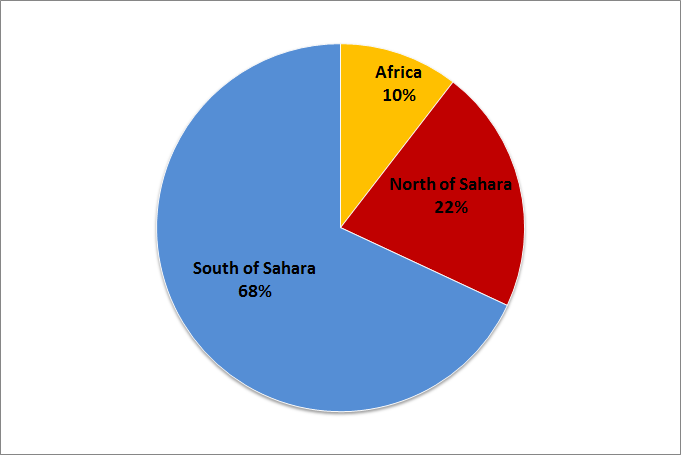 Africa
10%
North of Sahara
22%
South of Sahara
68%